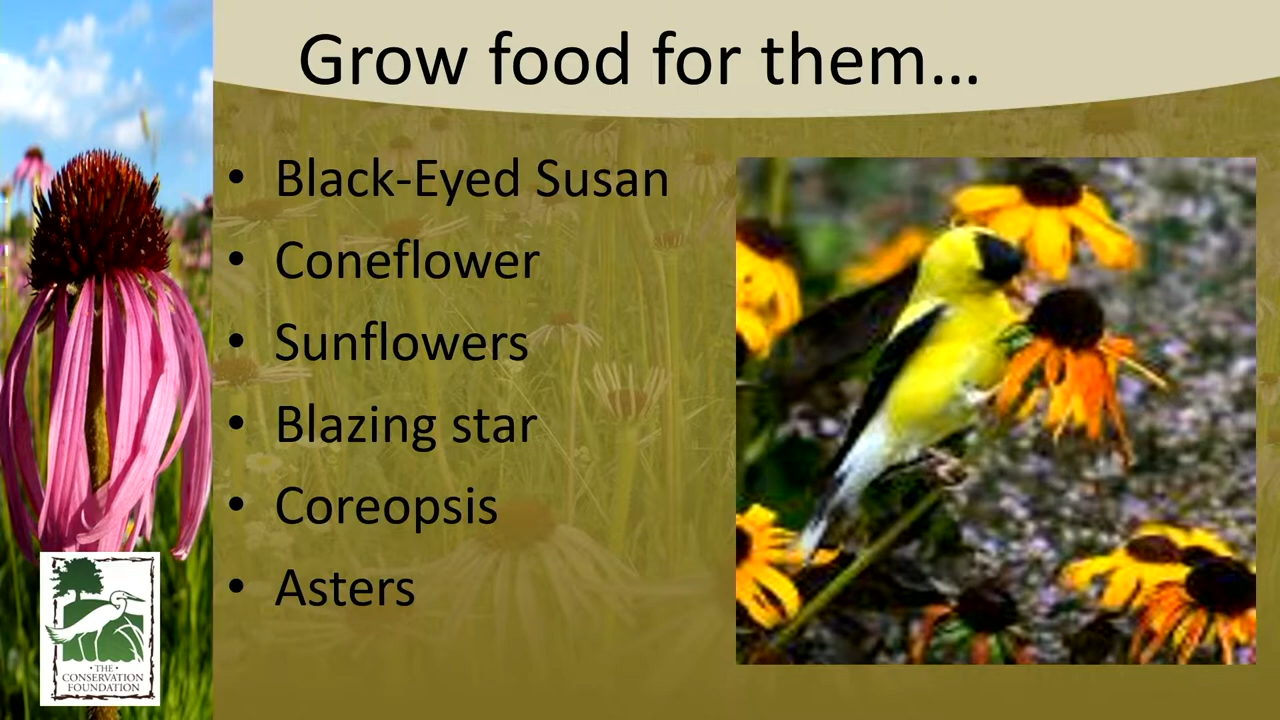 Grow food for them…
• Black-Eyed Susan
• Coneflower
• Sunflowers
• Blazing star
• Coreopsis
• Asters
• THE •
CONSERVATION
FOUNDATION